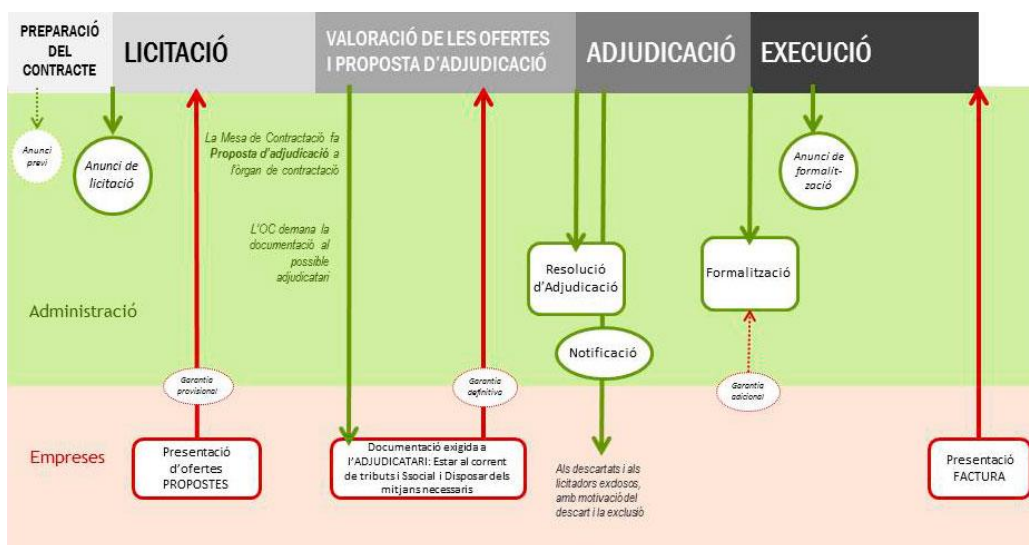 PREPARACIÓ
DEL
CONTRACTE
LICITACIÓ
VALORACIÓ DE LES OFERTES
I PROPOSTA D'ADJUDICACIÓ
ADJUDICACIÓ
EXECUCIÓ
Anunci
previ
Anunci de
licitació
La Mesa de Contractació fa
Proposta d'adjudicació a
l'òrgan de contractació
L'OC demana la
documentació al
possible
adjudicatari
Anunci de
formalit-
zació
Resolució
d'Adjudicació
Formalització
Administració
Notificació
Garantia
provisional
Garantia
definitiva
Garantia
adicional
Empreses
Presentació
d'ofertes
PROPOSTES
Documentació exigida a
l'ADJUDICATARI: Estar al corrent
de tributs i Ssocial i Disposar dels
mitjans necessaris
Als descartats i als
licitadors exclosos,
amb motivació del
descart i la exclusió
Presentació
FACTURA